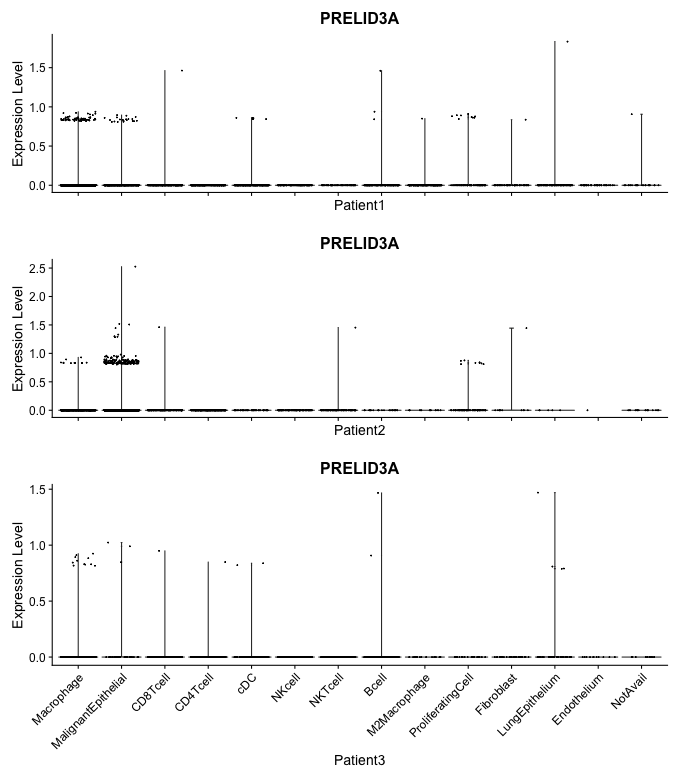 PRELID3A
Expression Level
1.5
1.0
0.5
0.0
Patient1
PRELID3A
Expression Level
2.5
2.0
1.5
1.0
0.5
0.0
Patient2
PRELID3A
Expression Level
1.5
1.0
0.5
0.0
Macrophage
MalignantEpithelial
CD8Tcell
CD4Tcell
cDC
NKcell
NKTcell
Bcell
M2Macrophage
ProliferatingCell
Fibroblast
LungEpithelium
Endothelium
NotAvail
Patient3